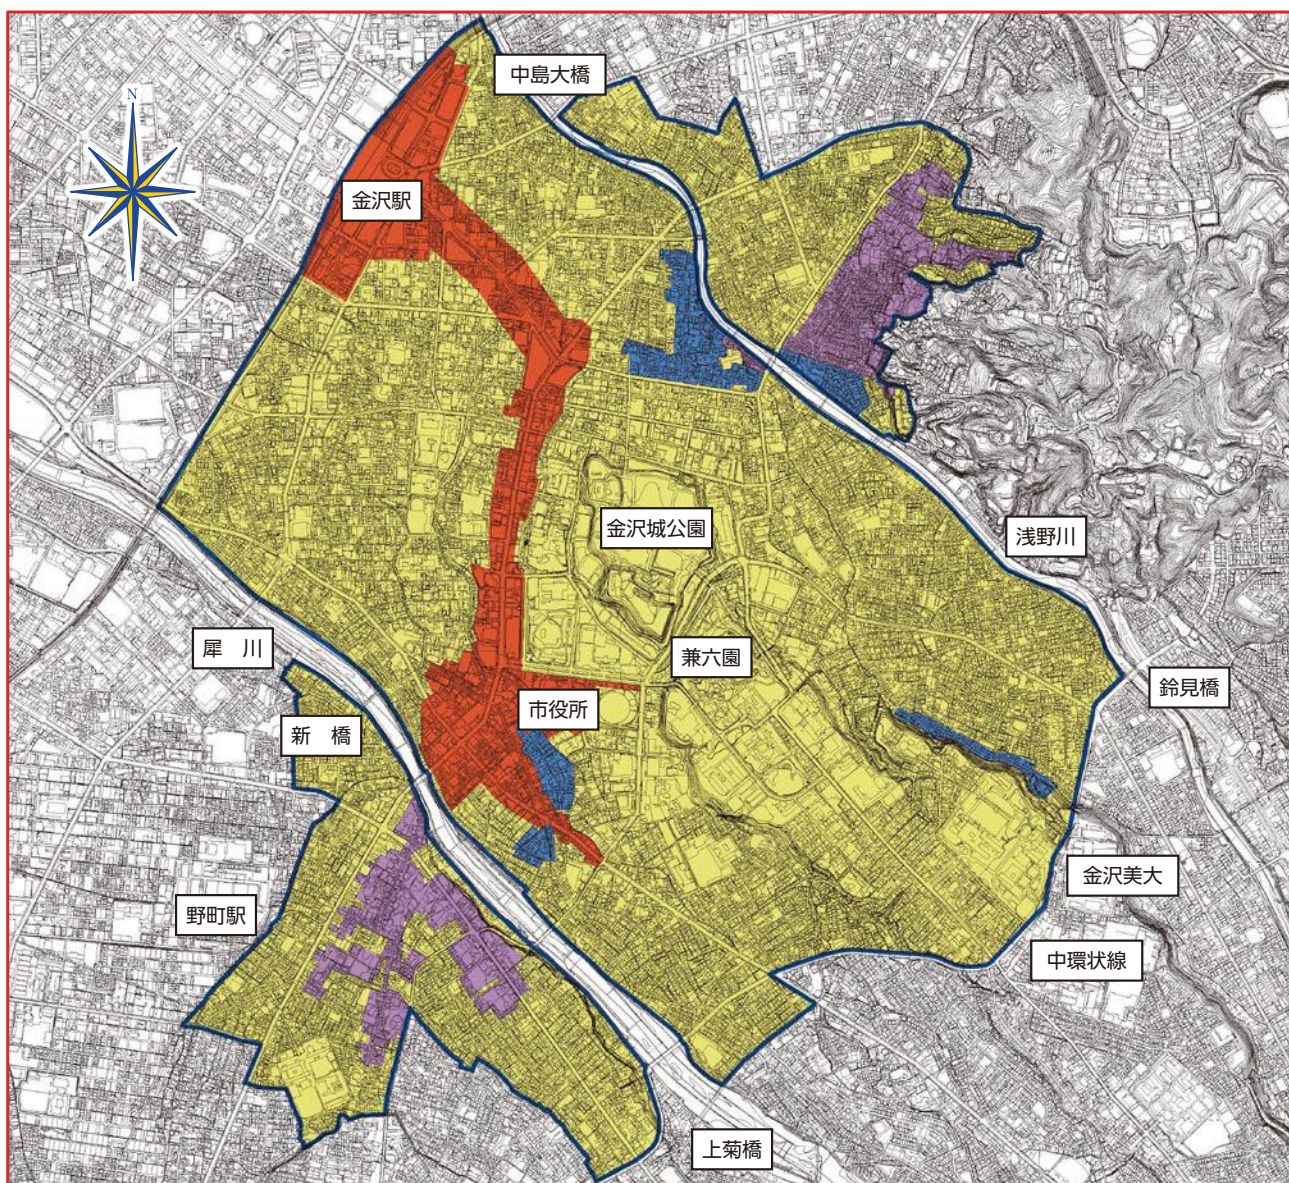 中島大橋
N
金沢駅
金沢城公園
浅野川
犀　川
兼六園
鈴見橋
市役所
新　橋
金沢美大
野町駅
中環状線
上菊橋